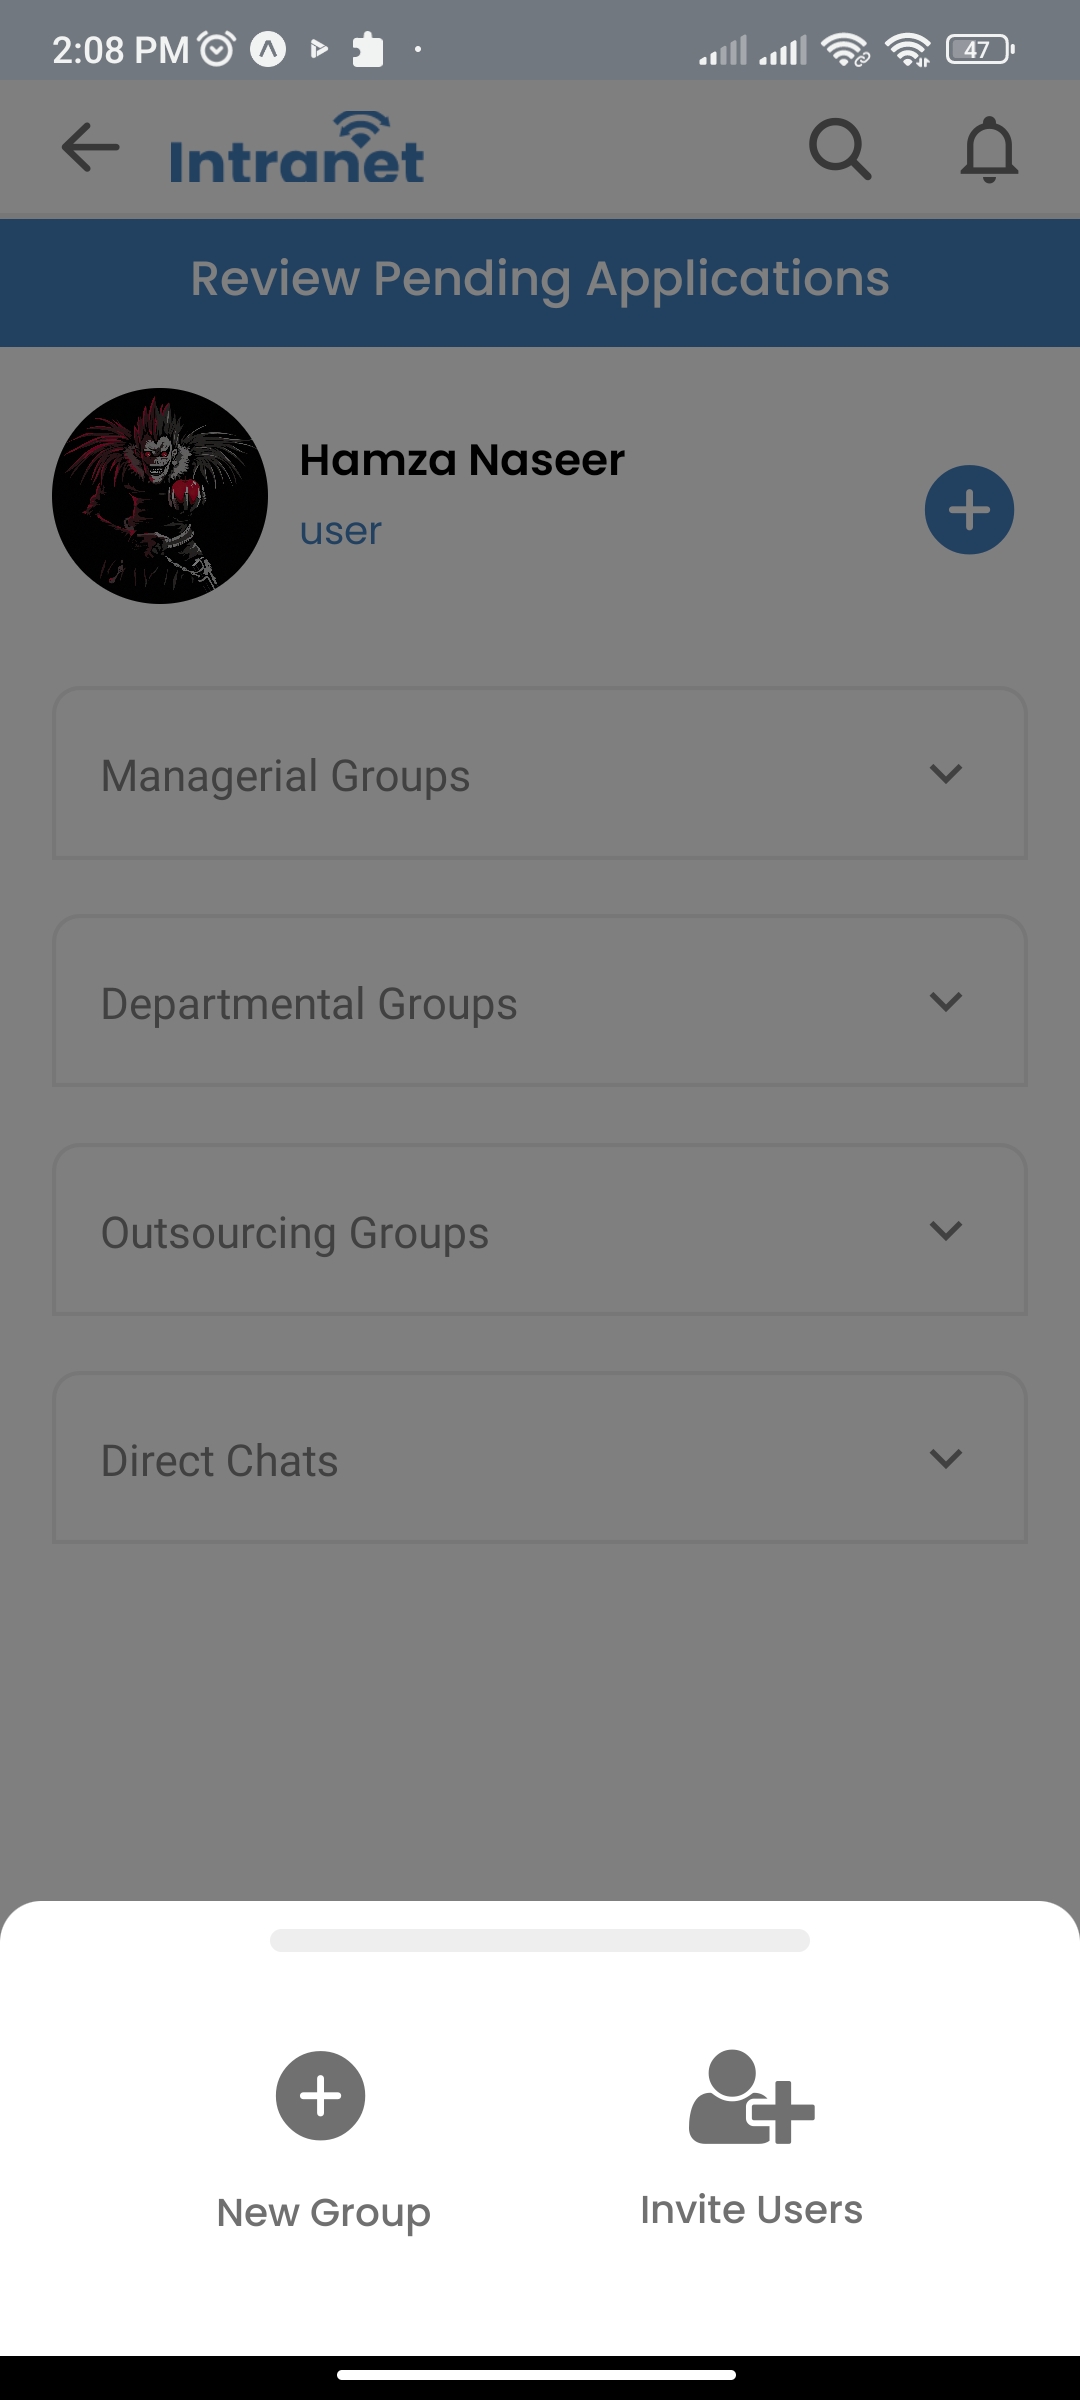 2:08 PM
47
Intranet
Review Pending Applications
Hamza Naseer
user
Managerial Groups
Departmental Groups
Outsourcing Groups
Direct Chats
New Group
Invite Users